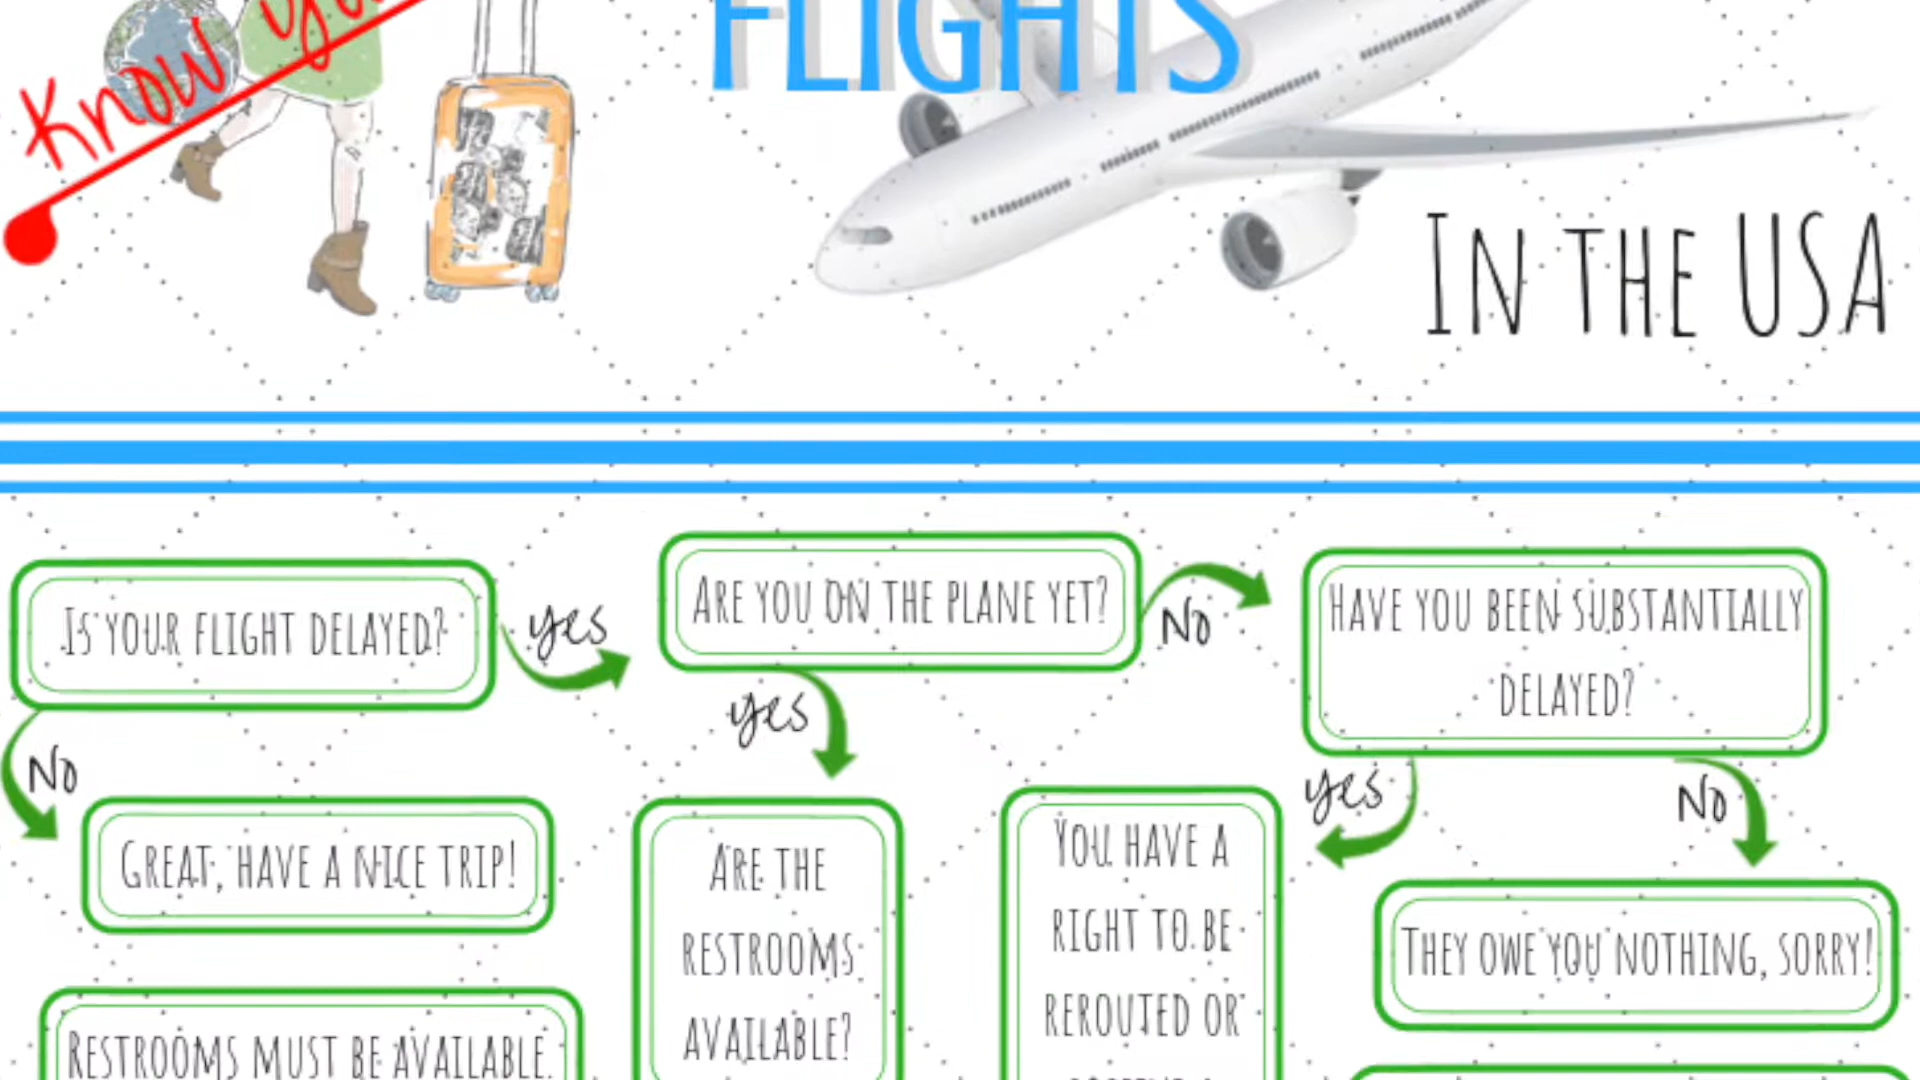 Know
FLIGHTS
IN THE USA
IS YOUR FLIGHT DELAYED?
yes
ARE YOU ON THE PLANE YET?
No
HAVE YOU BEEN SUBSTANTIALLY
DELAYED?
No
yes
yes
No
GREAT, HAVE A NICE TRIP!
ARE THE
RESTROOMS
AVAILABLE?
YOU HAVE A
RIGHT TO BE
REROUTED OR
THEY OWE YOU NOTHING, SORRY!
RESTROOMS MUST BE AVAILABLE.